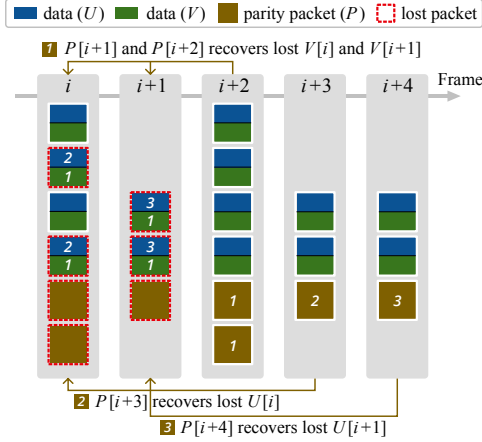 data (U) data (V) parity packet (P) lost packet
1 P[i+1] and P[i+2] recovers lost V[i] and V[i+1]
Frame
i i+1 i+2 i+3 i+4
2
1
3
1
2
1
3
1
1 2 3
1
2 P[i+3] recovers lost U[i]
3 P[i+4] recovers lost U[i+1]